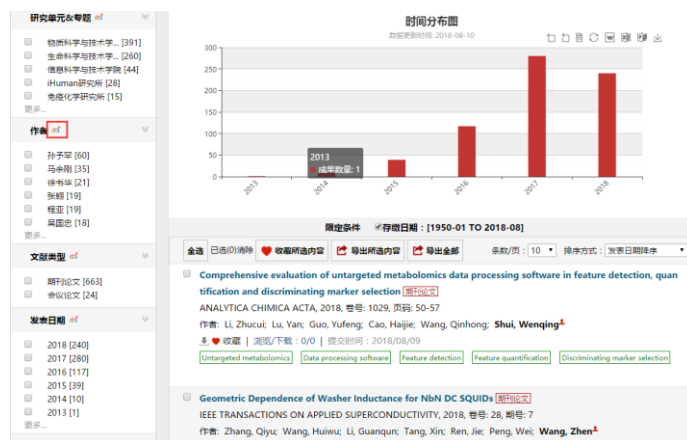 研究单元&专题
物质科学与技术学... [391]
生命科学与技术学... [260]
信息科学与技术学院 [44]
iHuman研究所 [28]
免疫化学研究所 [15]
更多...
作者
孙予罕 [60]
马余刚 [35]
徐书华 [21]
张翱 [19]
程亚 [19]
吴国忠 [18]
更多...
文献类型
期刊论文 [663]
会议论文 [24]
发表日期
2018 [240]
2017 [280]
2016 [117]
2015 [39]
2014 [10]
2013 [1]
更多...
时间分布图
数据更新时间: 2018-08-10
300
250
200
150
100
50
0
2013
成果数量: 1
2013
2014
2015
2016
2017
2018
限定条件 存缴日期：[1950-01 TO 2018-08]
全选 已选(0)清除 收藏所选内容 导出所选内容 导出全部 条数/页： 10 排序方式： 发表日期降序
Comprehensive evaluation of untargeted metabolomics data processing software in feature detection, quan
tification and discriminating marker selection 期刊论文
ANALYTICA CHIMICA ACTA, 2018, 卷号: 1029, 页码: 50-57
作者: Li, Zhucui; Lu, Yan; Guo, Yufeng; Cao, Haijie; Wang, Qinhong; Shui, Wenqing
收藏 | 浏览/下载：0/0 | 提交时间：2018/08/09
Untargeted metabolomics Data processing software Feature detection Feature quantification Discriminating marker selection
Geometric Dependence of Washer Inductance for NbN DC SQUIDs 期刊论文
IEEE TRANSACTIONS ON APPLIED SUPERCONDUCTIVITY, 2018, 卷号: 28, 期号: 7
作者: Zhang, Qiyu; Wang, Huiwu; Li, Guanqun; Tang, Xin; Ren, Jie; Peng, Wei; Wang, Zhen